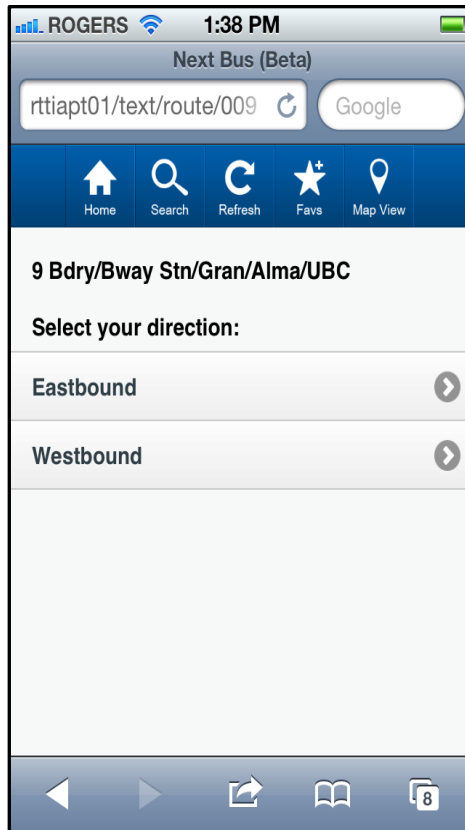 ROGERS 1:38 PM
Next Bus (Beta)
rttiapt01/text/route/009 Google
Home Search Refresh Favs Map View
9 Bdry/Bway Stn/Gran/Alma/UBC
Select your direction:
Eastbound
Westbound
8